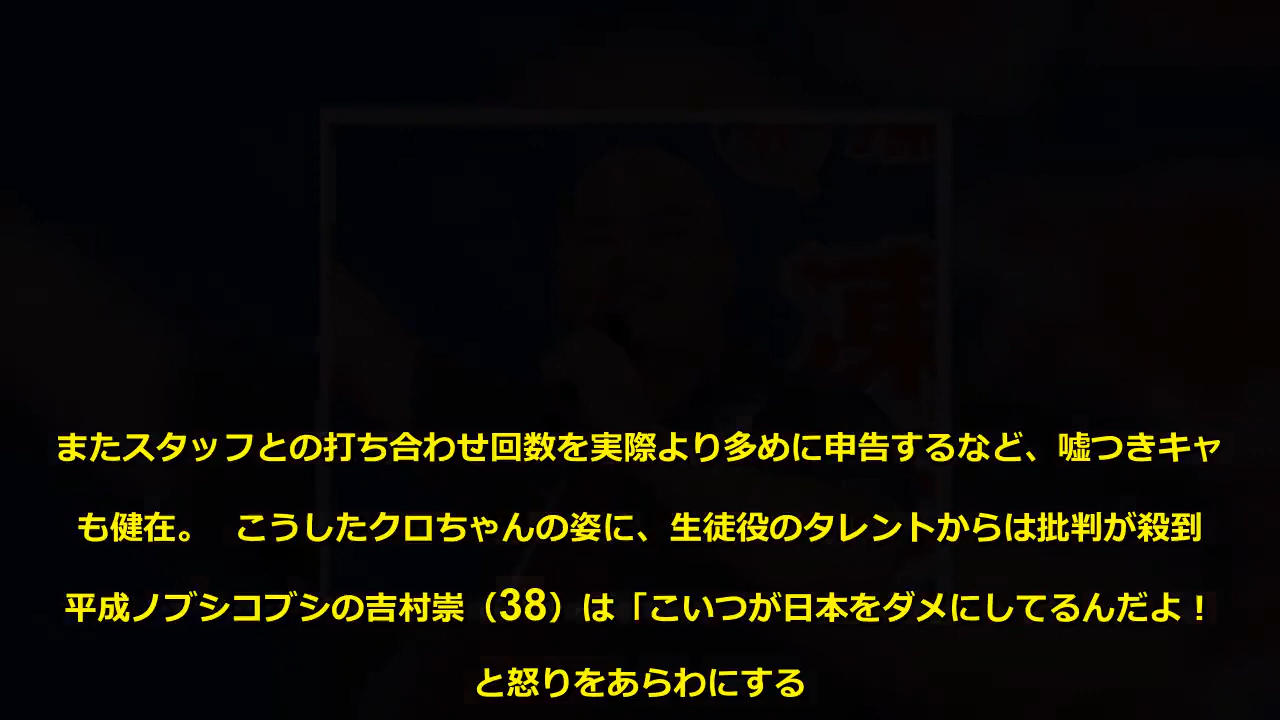 またスタッフとの打ち合わせ回数を実際より多めに申告するなど、嘘つきキャ
も健在。 こうしたクロちゃんの姿に、生徒役のタレントからは批判が殺到
平成ノブシコブシの吉村崇（38）は「こいつが日本をダメにしてるんだよ！
と怒りをあらわにする